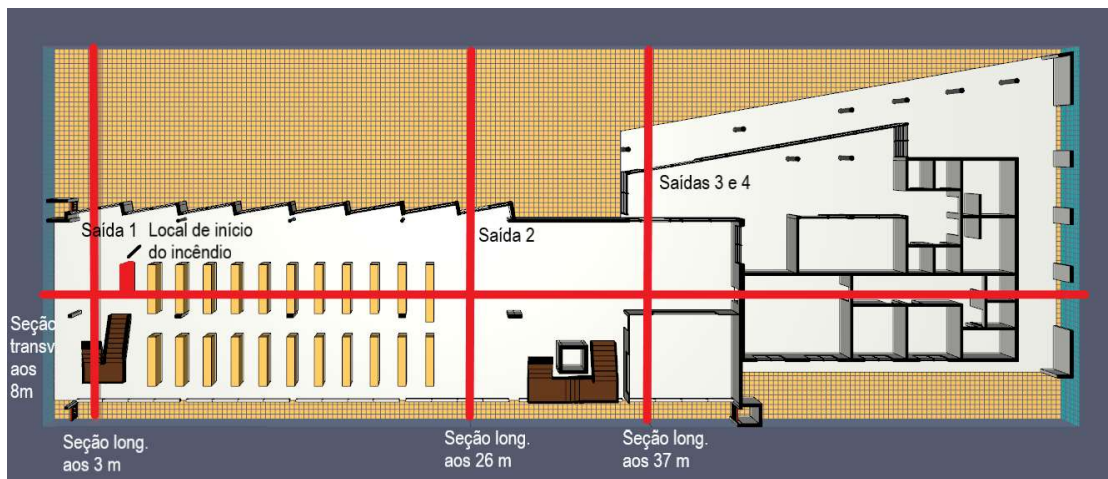 Saídas 3 e 4
Saída 1
Local de início
do incêndio
Saída 2
Seção
transv.
aos
8m
Seção long.
aos 3 m
Seção long.
aos 26 m
Seção long.
aos 37 m